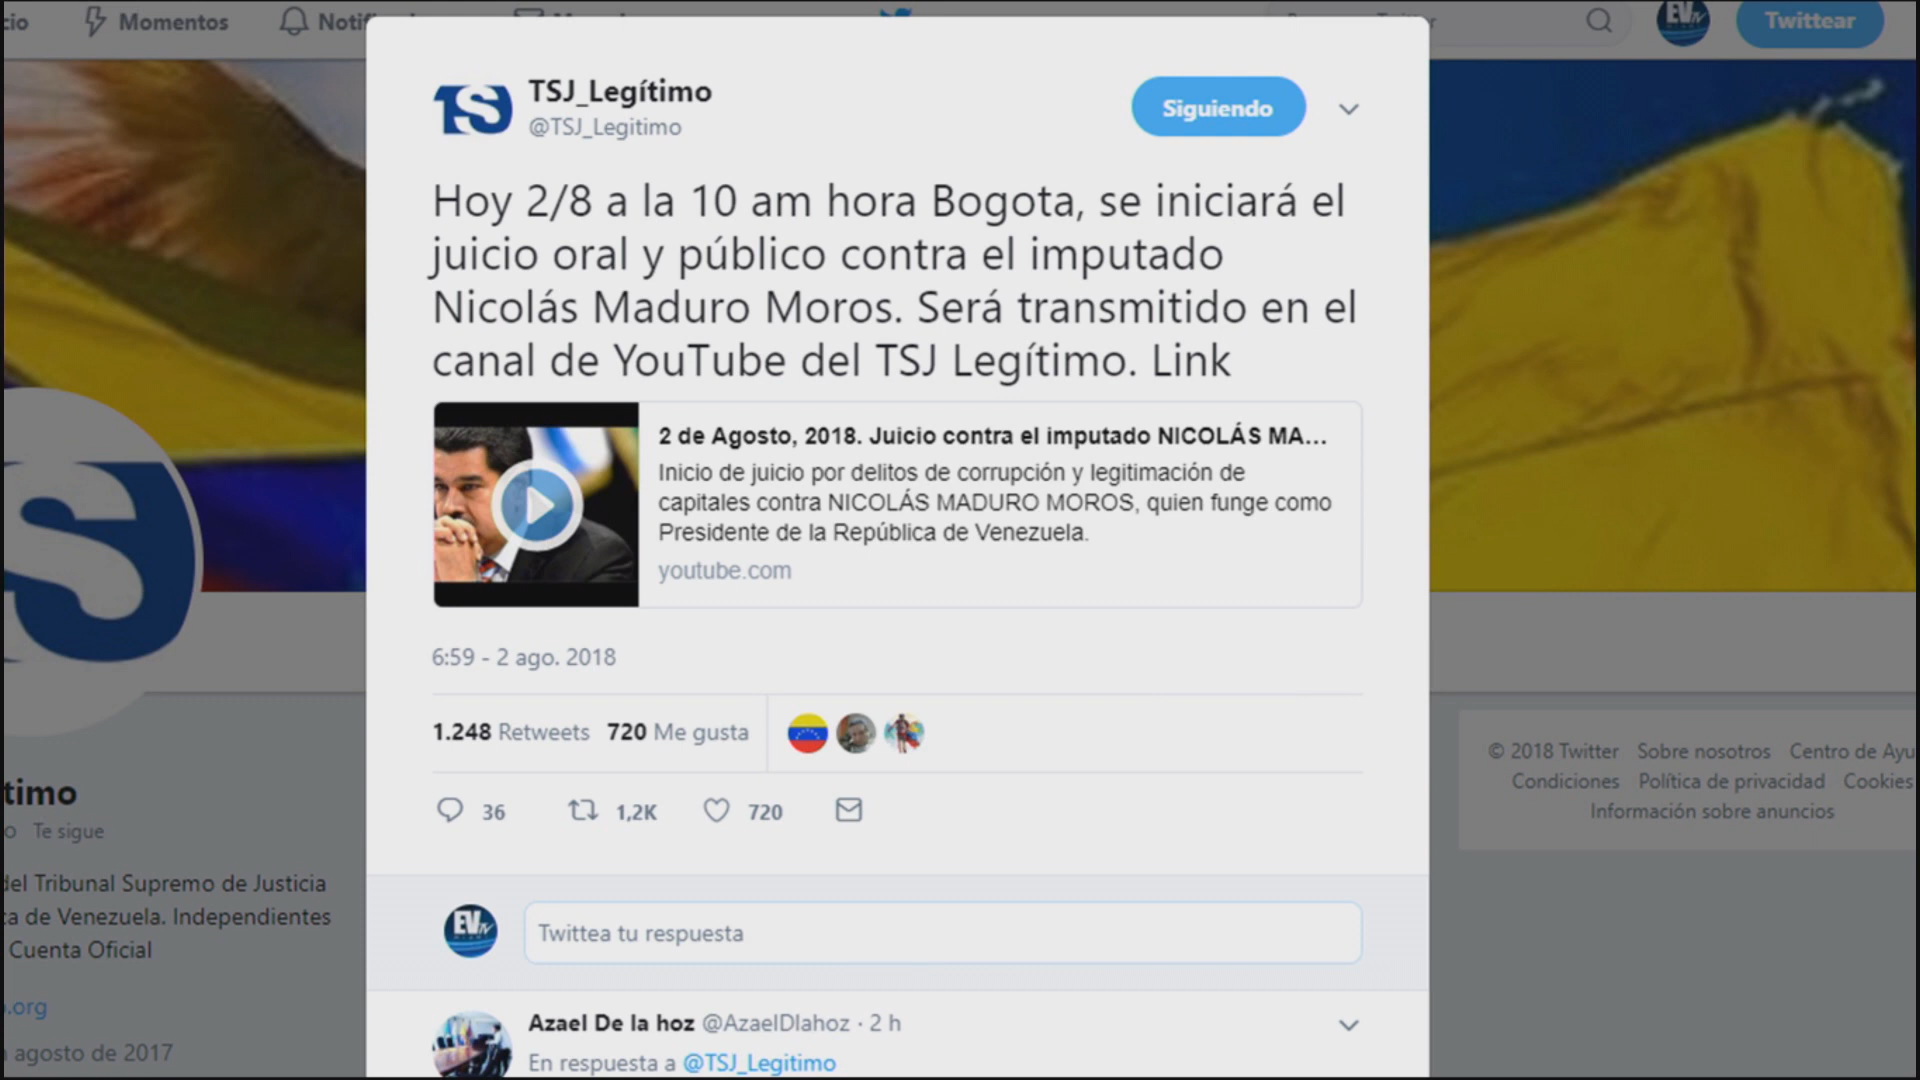 cio Momentos
Twittear
TSJ_Legítimo
@TSJ_Legitimo
Siguiendo
Hoy 2/8 a la 10 am hora Bogota, se iniciará el
juicio oral y público contra el imputado
Nicolás Maduro Moros. Será transmitido en el
canal de YouTube del TSJ Legítimo. Link
2 de Agosto, 2018. Juicio contra el imputado NICOLÁS MA...
Inicio de juicio por delitos de corrupción y legitimación de
capitales contra NICOLÁS MADURO MOROS, quien funge como
Presidente de la República de Venezuela.
youtube.com
6:59 - 2 ago. 2018
1.248 Retweets 720 Me gusta
36 1,2K 720
EVtv
Twittea tu respuesta
Azael De la hoz @AzaelDlahoz · 2 h
En respuesta a @TSJ_Legitimo
timo
o Te sigue
del Tribunal Supremo de Justicia
ca de Venezuela. Independientes
Cuenta Oficial
.org
agosto de 2017
© 2018 Twitter Sobre nosotros Centro de Ayu
Condiciones Política de privacidad Cookies
Información sobre anuncios